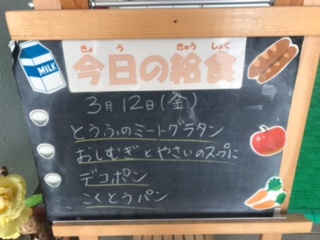 きょう きゅうしょく
今日の給食
MILK
3月12日(金)
とうふのミートグラタン
おしむぎとやさいのスープに
デコポン
こくとうパン